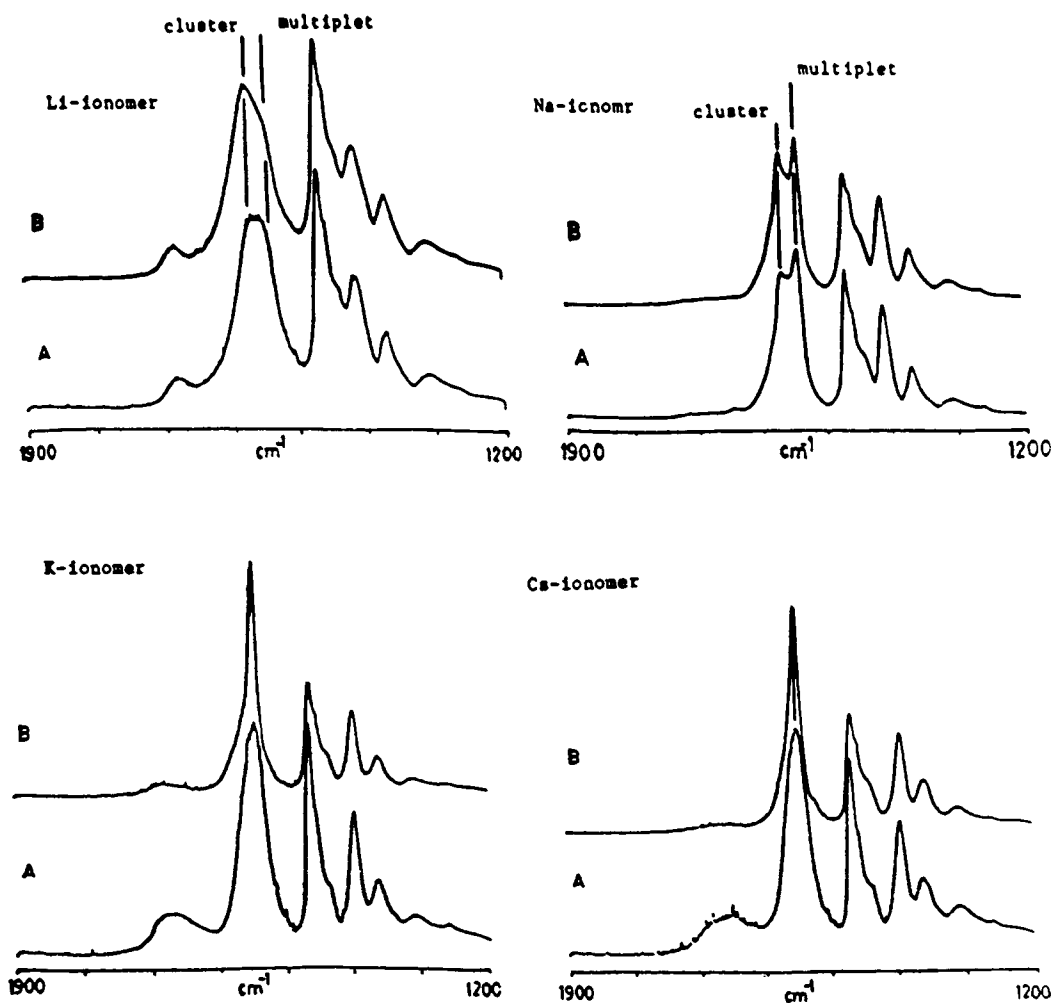 cluster multiplet
Li-ionomer
B
A
1900 cm-1 1200
multiplet
Na-icnomr
cluster
B
A
1900 cm-1 1200
K-ionomer
B
A
1900 cm-1 1200
Cs-ionomer
B
A
1900 cm-1 1200